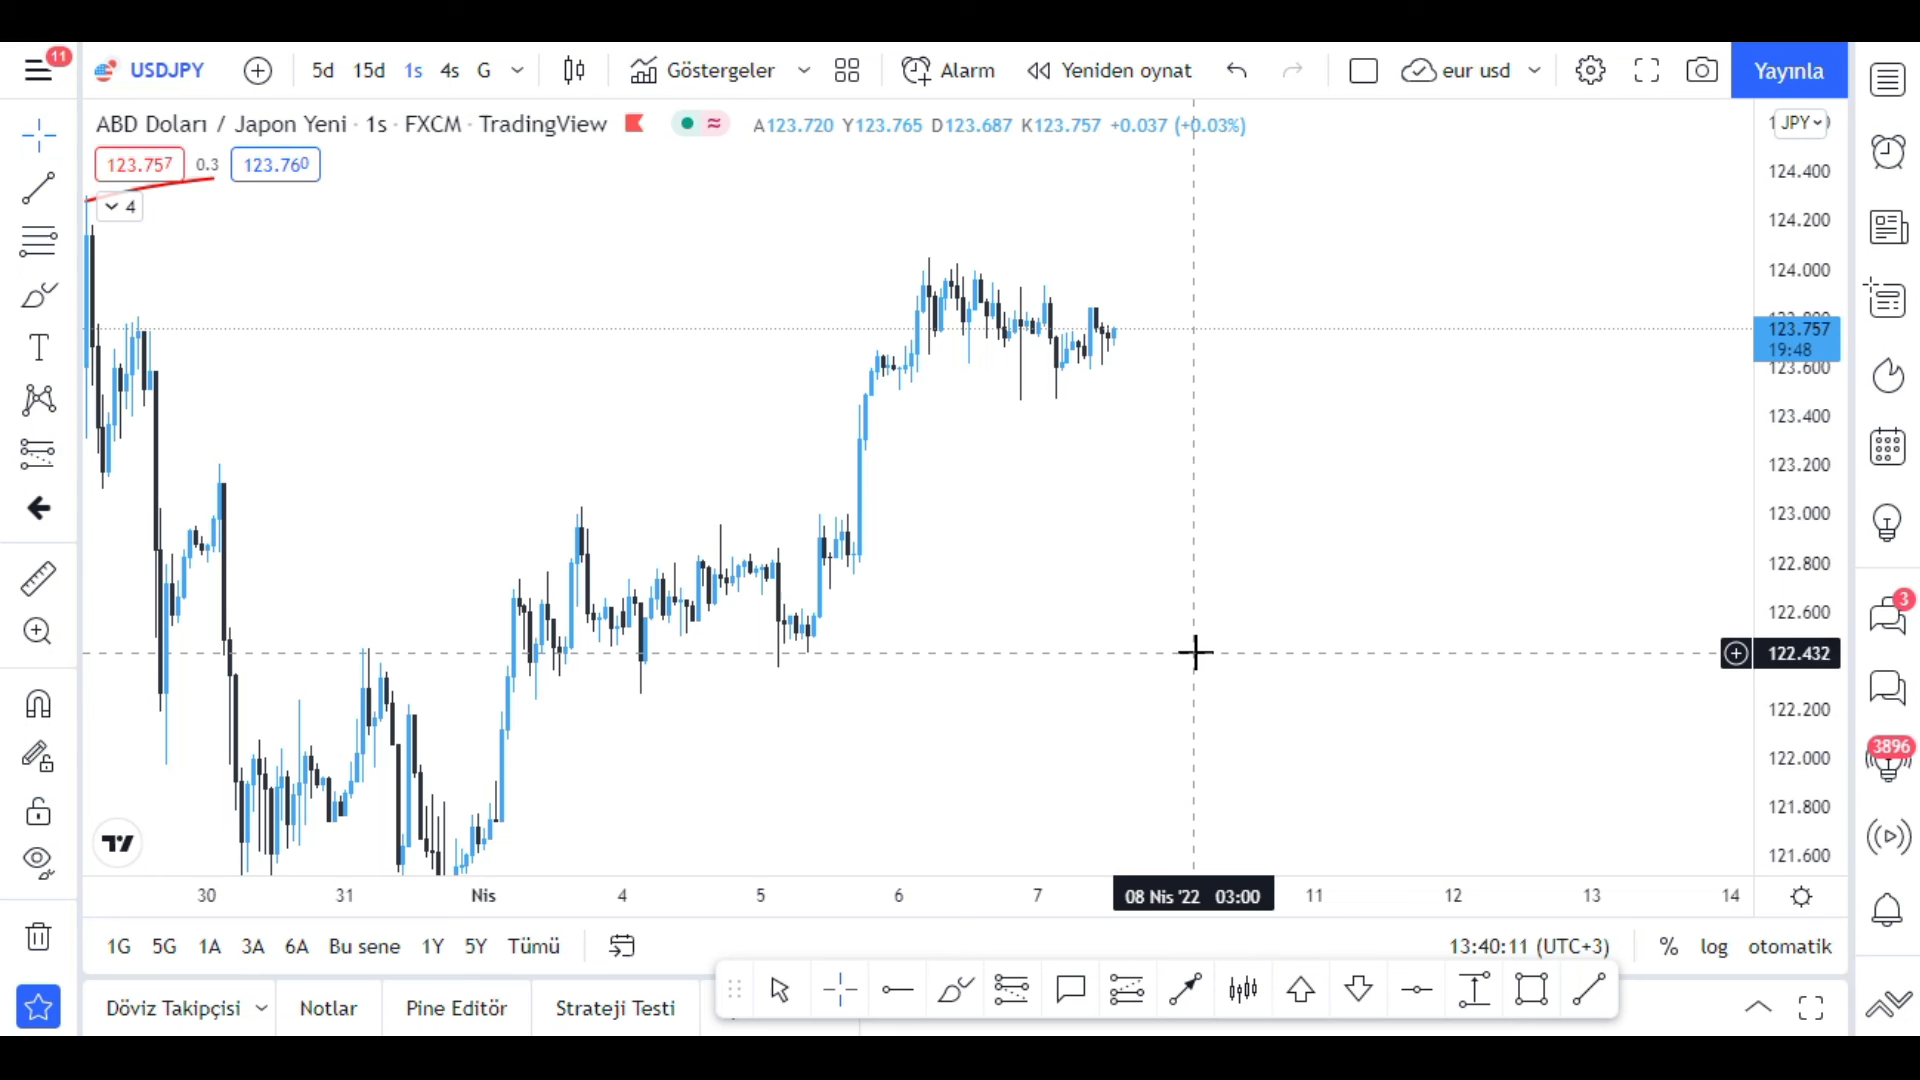 11
USDJPY 5d 15d 1s 4s G Göstergeler Alarm Yeniden oynat eur usd Yayınla
ABD Doları / Japon Yeni · 1s · FXCM · TradingView A123.720 Y123.765 D123.687 K123.757 +0.037 (+0.03%)
JPY
123.757 0.3 123.760
4
124.400
124.200
124.000
123.757
19:48
123.600
123.400
123.200
123.000
122.800
122.600
122.432
122.200
122.000
121.800
121.600
3
3896
30 31 Nis 4 5 6 7 08 Nis '22 03:00 11 12 13 14
1G 5G 1A 3A 6A Bu sene 1Y 5Y Tümü 13:40:11 (UTC+3) % log otomatik
Döviz Takipçisi Notlar Pine Editör Strateji Testi